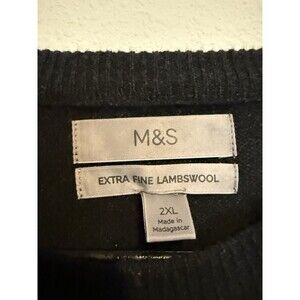 M&S
EXTRA FINE LAMBSWOOL
2XL
Made in
Madagascar